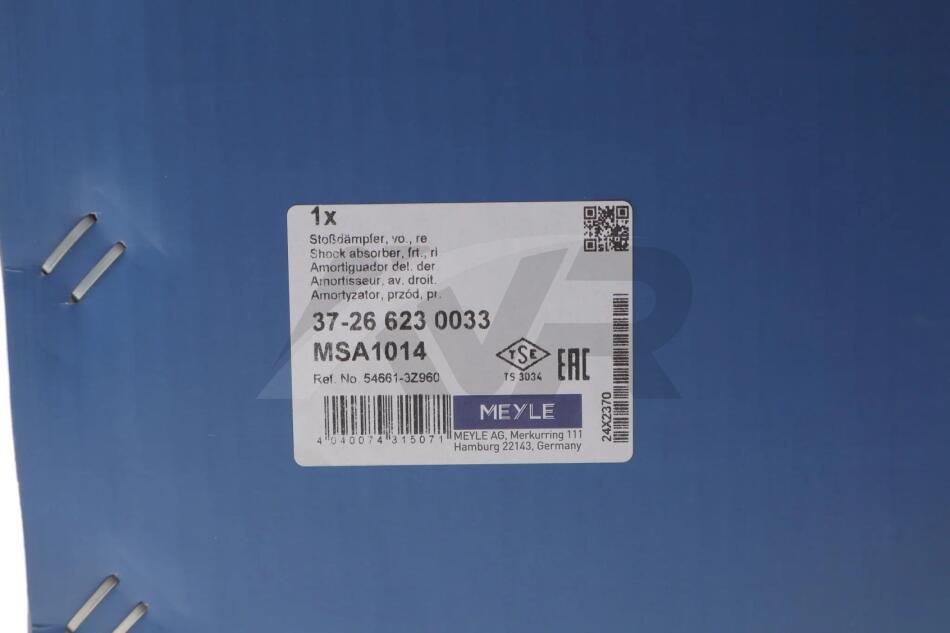 1x
Stoßdämpfer, vo., re
Shock absorber, frt., ri
Amortiguador del. der
Amortisseur, av. droit.
Amortyzator, przód, pr.
37-26 623 0033
MSA1014
Ref. No. 54661-3Z960
TSE
TS 3034
EAC
24X2370
4 040074 315071
MEYLE
MEYLE AG, Merkurring 111
Hamburg 22143, Germany
AVR